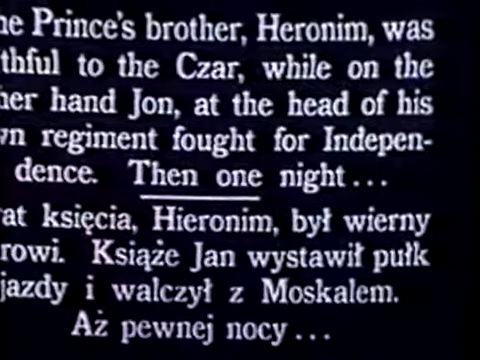 he Prince's brother, Heronim, was
thful to the Czar, while on the
her hand Jon, at the head of his
wn regiment fought for Indepen-
dence. Then one night...
at księcia, Hieronim, był wierny
rowi. Książe Jan wystawił pułk
jazdy i walczył z Moskalem.
Aż pewnej nocy...